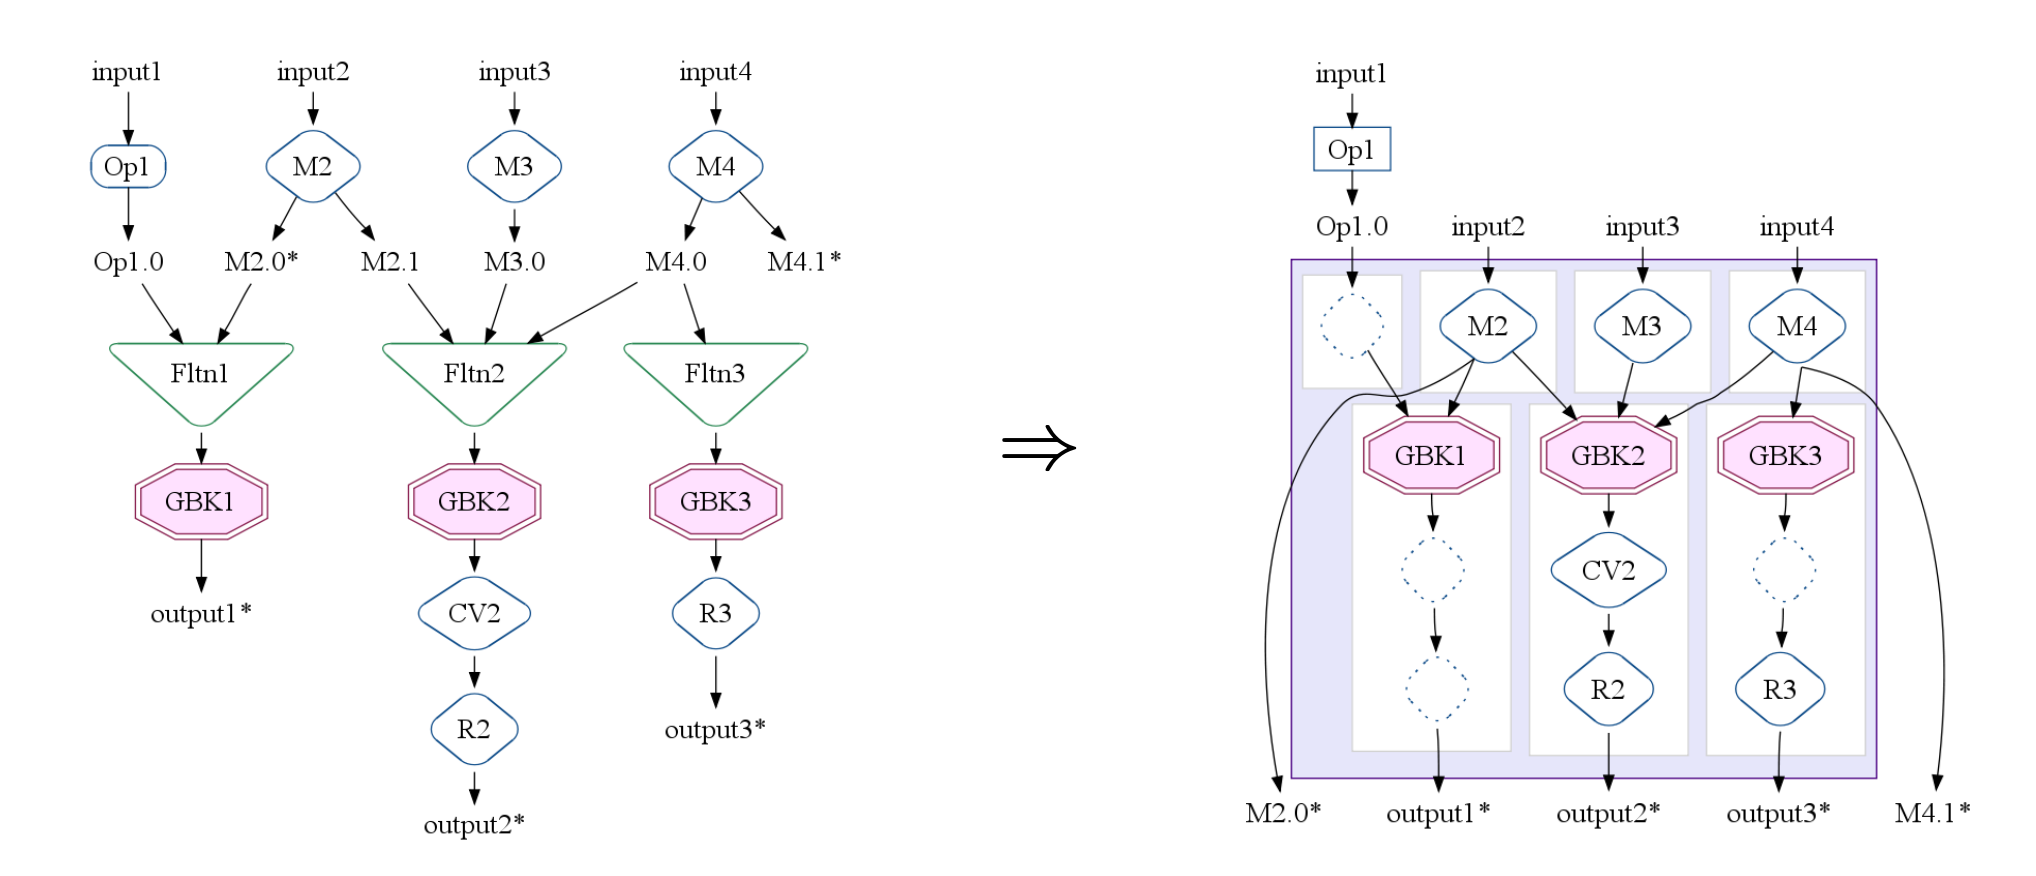 input1
input2
input3
input4
Op1
M2
M3
M4
Op1.0
M2.0*
M2.1
M3.0
M4.0
M4.1*
Fltn1
Fltn2
Fltn3
GBK1
GBK2
GBK3
output1*
CV2
R3
R2
output3*
output2*
⇒
input1
Op1
Op1.0
input2
input3
input4
M2
M3
M4
GBK1
GBK2
GBK3
CV2
R2
R3
M2.0*
output1*
output2*
output3*
M4.1*